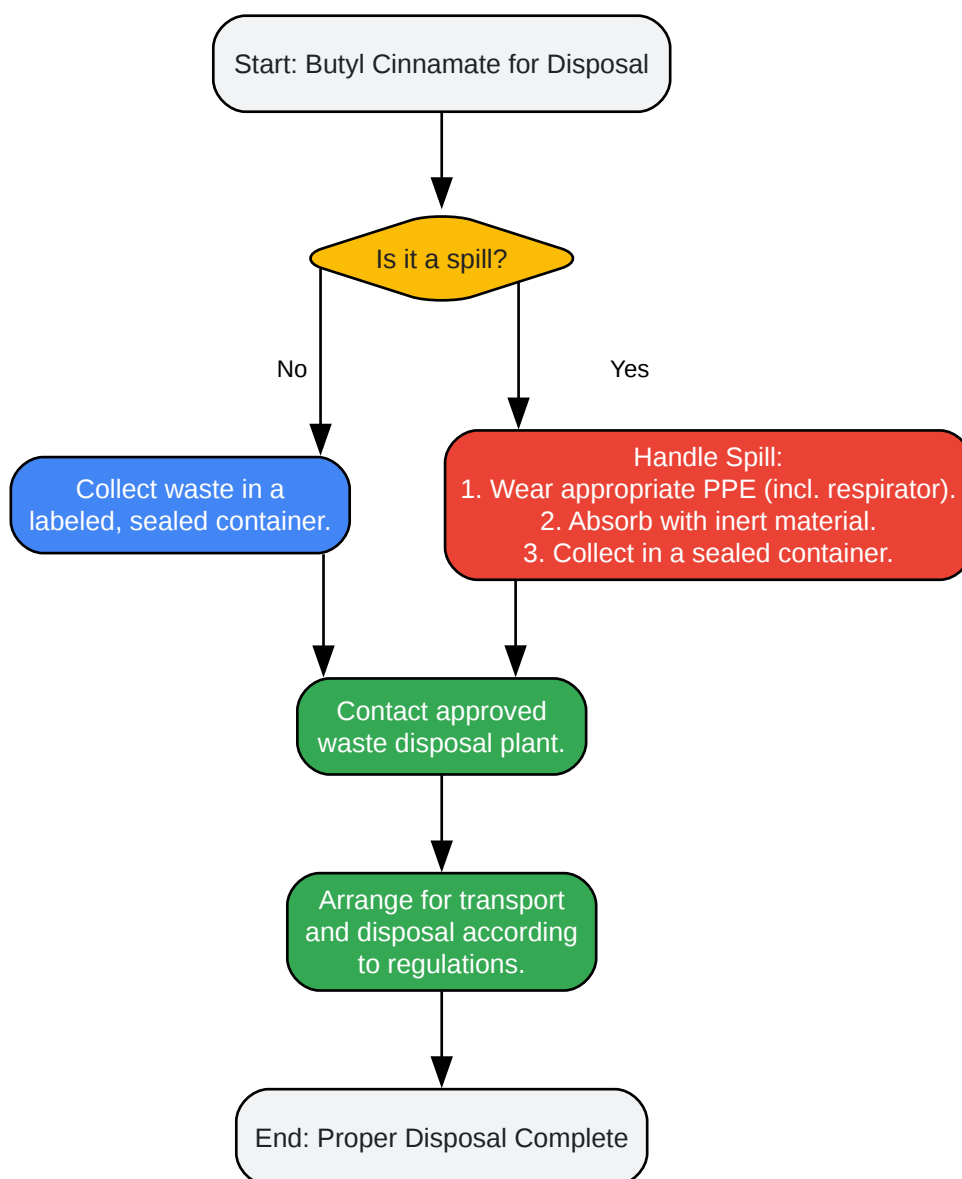 Start: Butyl Cinnamate for Disposal
Is it a spill?
No
Yes
Collect waste in a
labeled, sealed container.
Handle Spill:
1. Wear appropriate PPE (incl. respirator).
2. Absorb with inert material.
3. Collect in a sealed container.
Contact approved
waste disposal plant.
Arrange for transport
and disposal according
to regulations.
End: Proper Disposal Complete